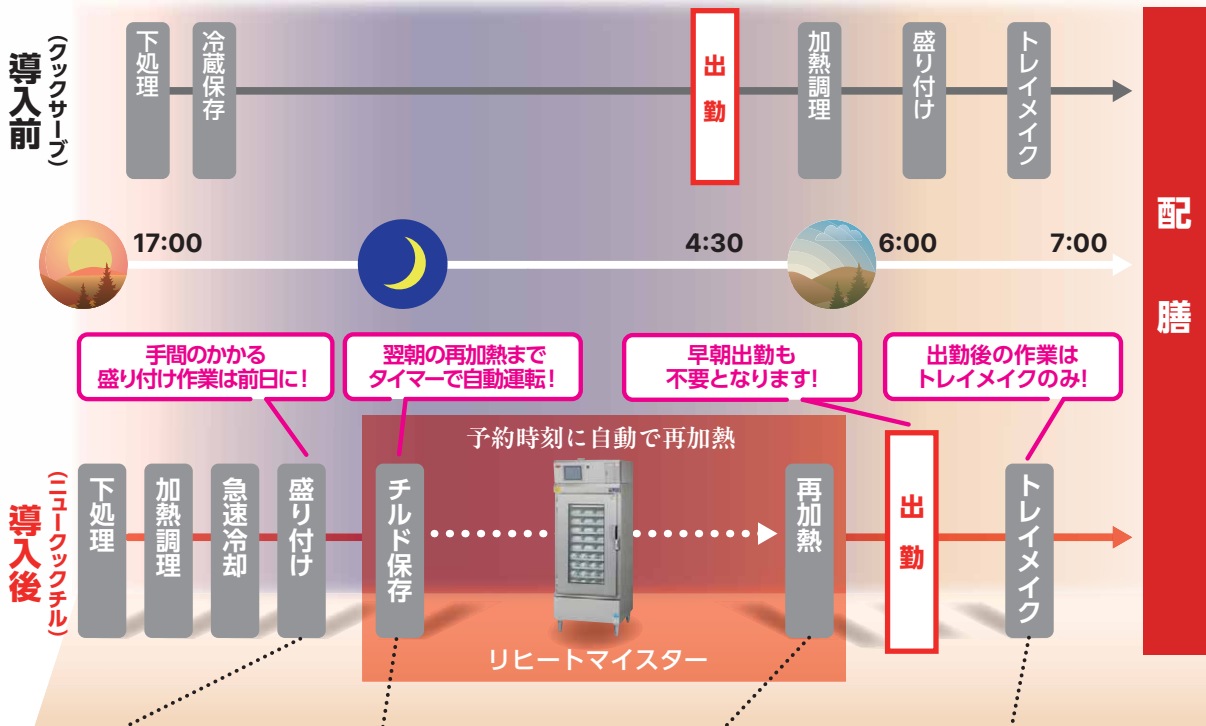 導入前
(クックサーブ)
下処理
冷蔵保存
出勤
加熱調理
盛り付け
トレイメイク
配膳
17:00
4:30
6:00
7:00
手間のかかる
盛り付け作業は前日に！
翌朝の再加熱まで
タイマーで自動運転！
早朝出勤も
不要となります！
出勤後の作業は
トレイメイクのみ！
導入後
(ニュークックチル)
下処理
加熱調理
急速冷却
盛り付け
チルド保存
予約時刻に自動で再加熱
リヒートマイスター
再加熱
出勤
トレイメイク